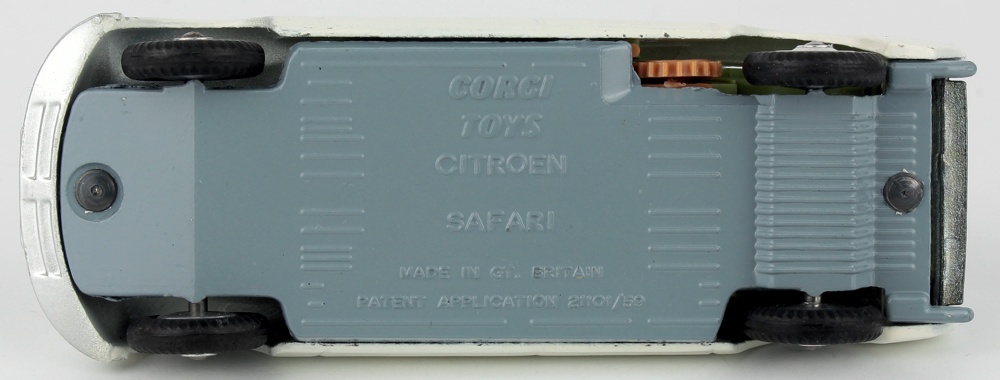 CORGI
TOYS
CITROEN
SAFARI
MADE IN GT. BRITAIN
PATENT APPLICATION 21101/59